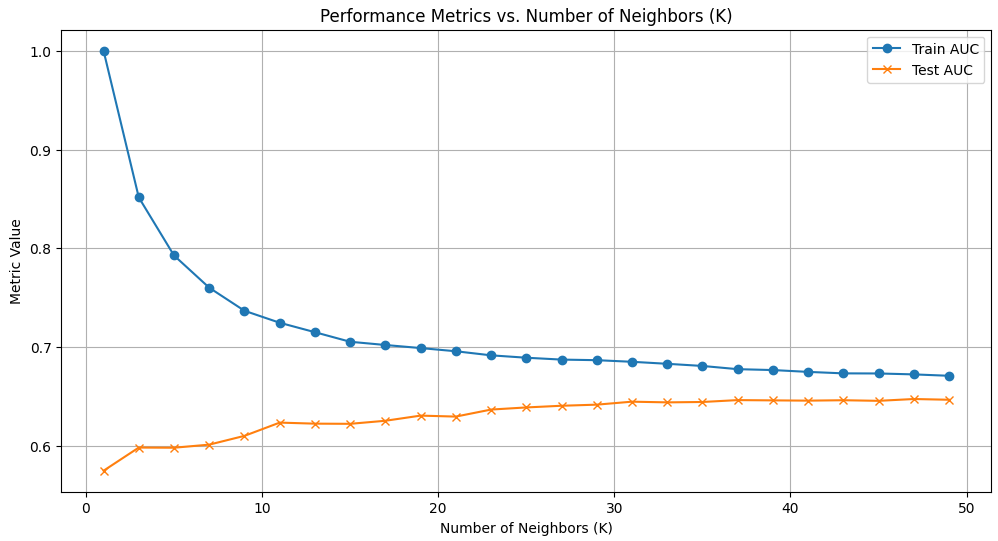 Performance Metrics vs. Number of Neighbors (K)
Train AUC
Test AUC
Metric Value
1.0
0.9
0.8
0.7
0.6
0 10 20 30 40 50
Number of Neighbors (K)